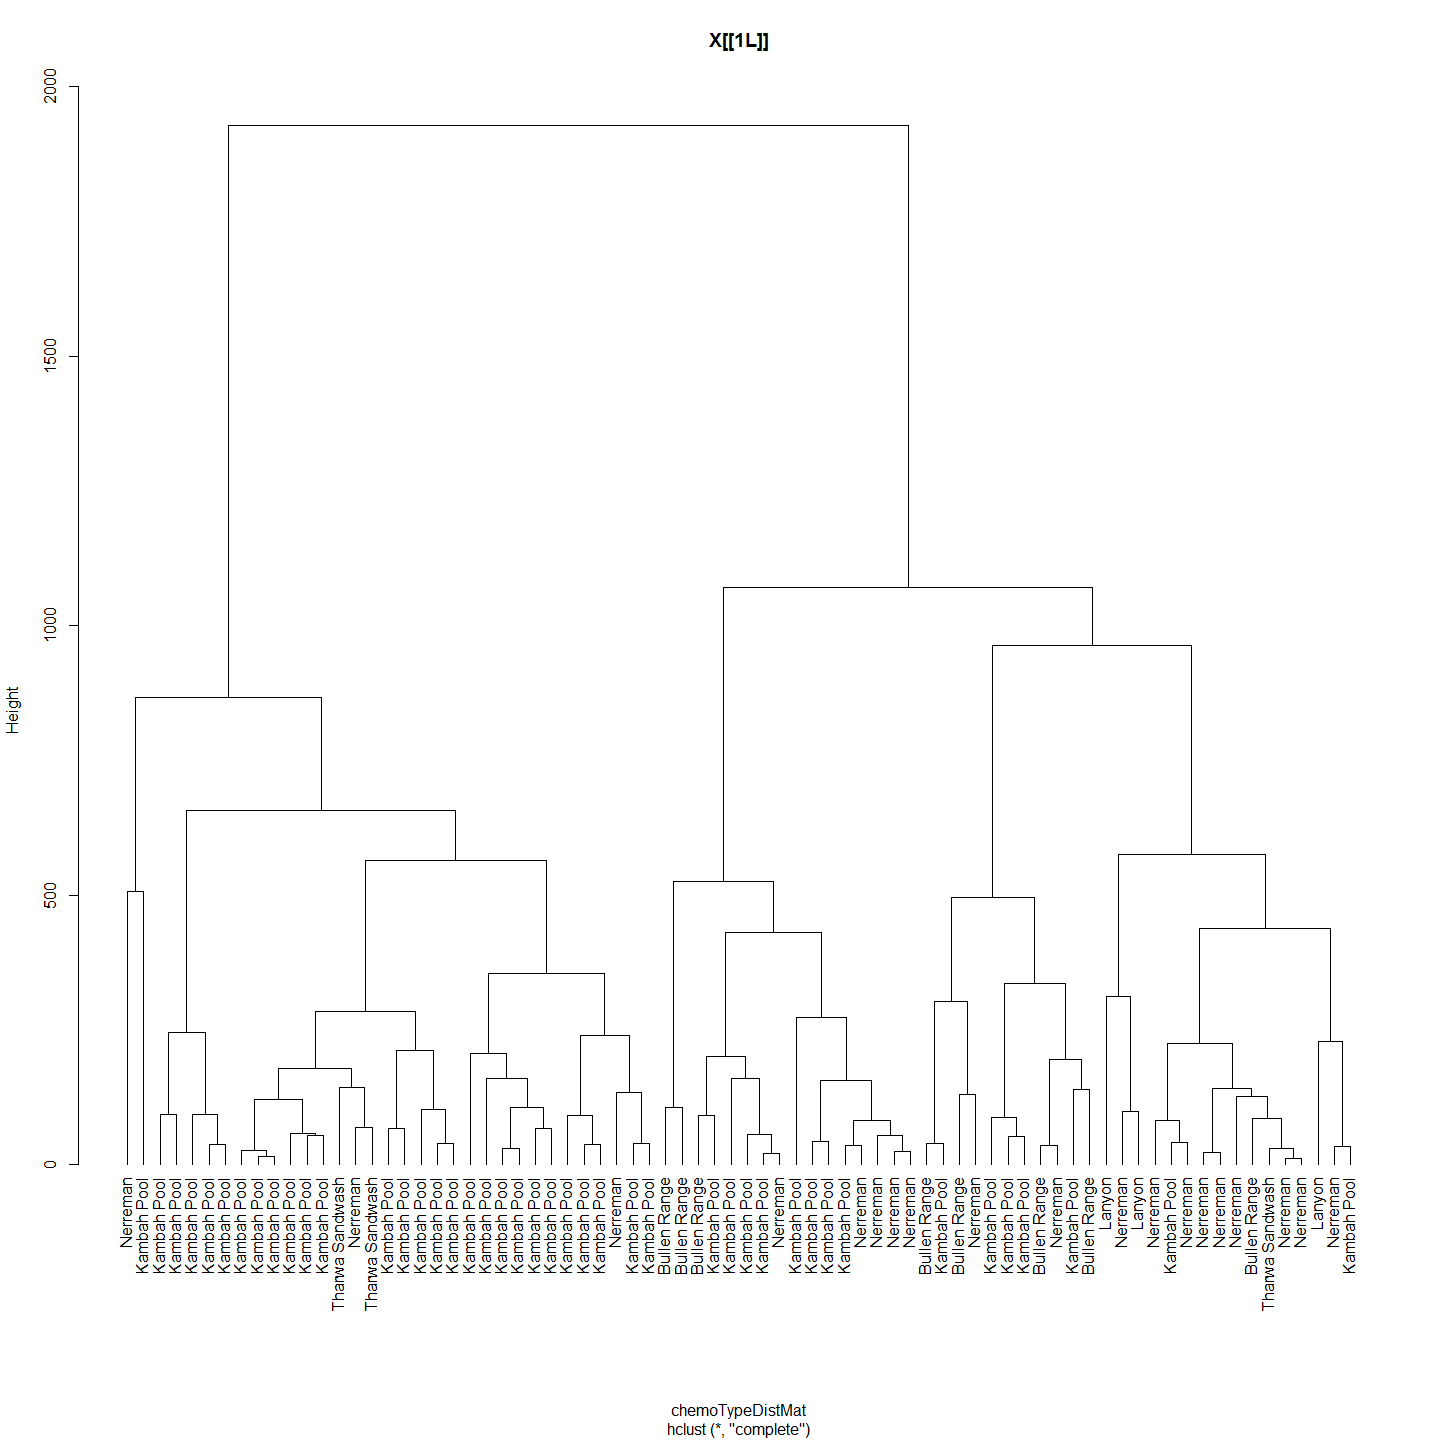 X[[1L]]
2000
1500
1000
500
0
Height
Nerreman
Kambah Pool
Kambah Pool
Kambah Pool
Kambah Pool
Kambah Pool
Kambah Pool
Kambah Pool
Kambah Pool
Kambah Pool
Kambah Pool
Kambah Pool
Kambah Pool
Tharwa Sandwash
Nerreman
Tharwa Sandwash
Kambah Pool
Kambah Pool
Kambah Pool
Kambah Pool
Kambah Pool
Kambah Pool
Kambah Pool
Kambah Pool
Kambah Pool
Kambah Pool
Kambah Pool
Kambah Pool
Kambah Pool
Kambah Pool
Nerreman
Kambah Pool
Kambah Pool
Bullen Range
Bullen Range
Bullen Range
Kambah Pool
Kambah Pool
Kambah Pool
Kambah Pool
Nerreman
Kambah Pool
Kambah Pool
Kambah Pool
Kambah Pool
Nerreman
Nerreman
Nerreman
Nerreman
Bullen Range
Kambah Pool
Bullen Range
Nerreman
Kambah Pool
Kambah Pool
Kambah Pool
Bullen Range
Nerreman
Kambah Pool
Bullen Range
Lanyon
Nerreman
Lanyon
Nerreman
Kambah Pool
Nerreman
Nerreman
Nerreman
Nerreman
Bullen Range
Tharwa Sandwash
Nerreman
Nerreman
Lanyon
Nerreman
Kambah Pool
chemoTypeDistMat
hclust (*, "complete")